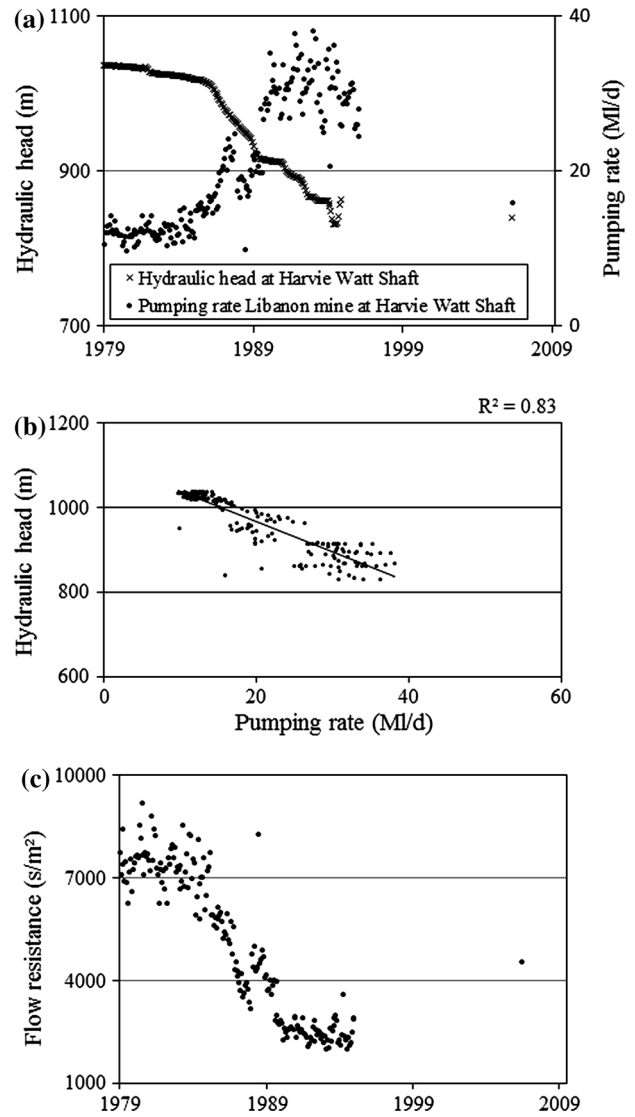 (a)
1100
1000
900
800
700
Hydraulic head (m)
40
20
0
Pumping rate (Ml/d)
× Hydraulic head at Harvie Watt Shaft
• Pumping rate Libanon mine at Harvie Watt Shaft
1979 1989 1999 2009
R² = 0.83
(b)
1200
1000
800
600
Hydraulic head (m)
0 20 40 60
Pumping rate (Ml/d)
(c)
10000
7000
4000
1000
Flow resistance (s/m²)
1979 1989 1999 2009